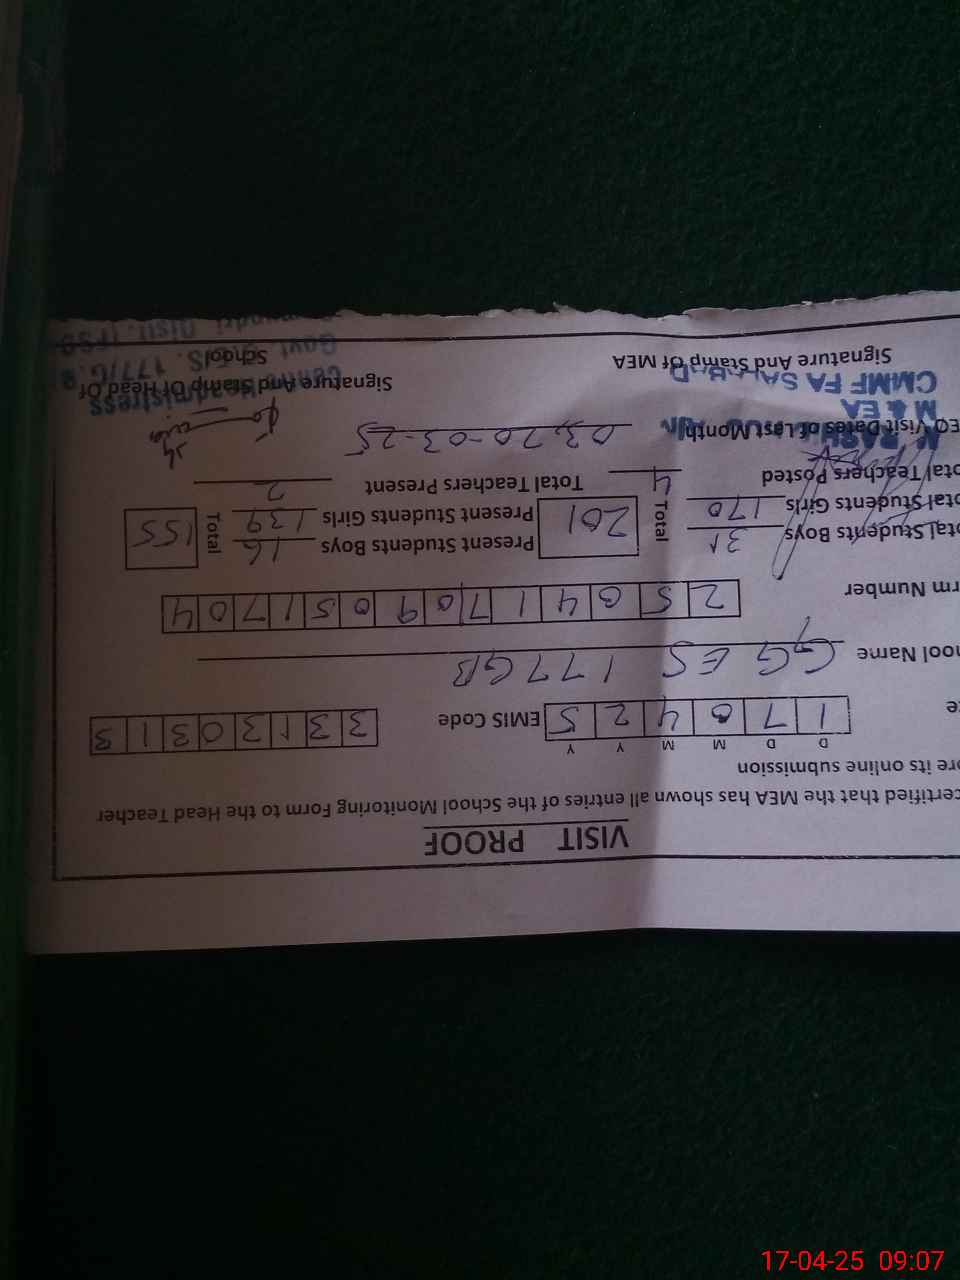 VISIT PROOF
certified that the MEA has shown all entries of the School Monitoring Form to the Head Teacher
ore its online submission
D D M M Y Y
1 7 0 4 2 5 EMIS Code 3 3 1 3 0 3 1 3
hool Name GGES 177 GB
rm Number 2 5 0 4 1 7 0 9 0 5 1 7 0 4
otal Students Boys 31 Total 201 Present Students Boys 16 Total 155
otal Students Girls 170 Present Students Girls 139
otal Teachers Posted 4 Total Teachers Present 2
EO Visit Dates of Last Month 03, 20-03-25
M & EA
CMMF FA
Signature And Stamp Of MEA Signature And Stamp Of Head Of School
Headmistress
Govt. 177/G.B
17-04-25 09:07